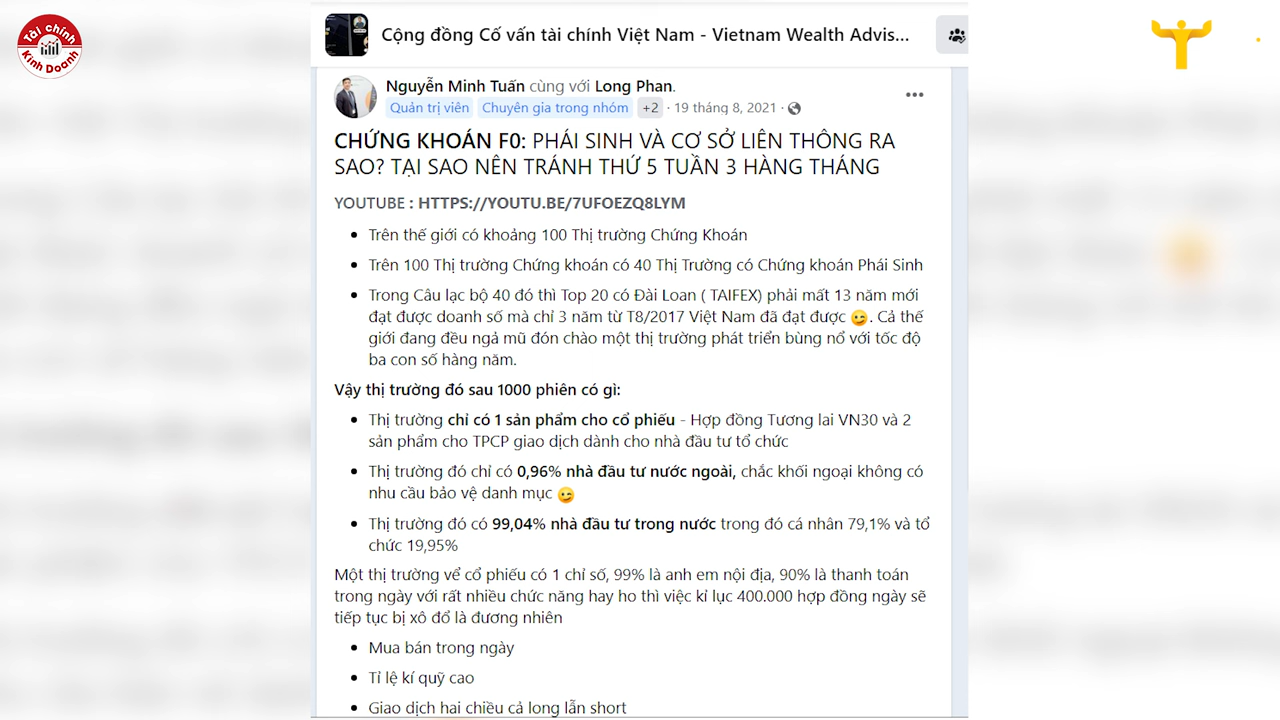 Tài chính
Kinh Doanh
Cộng đồng Cố vấn tài chính Việt Nam - Vietnam Wealth Advis...
Nguyễn Minh Tuấn cùng với Long Phan.
Quản trị viên Chuyên gia trong nhóm +2 · 19 tháng 8, 2021 ·
CHỨNG KHOÁN F0: PHÁI SINH VÀ CƠ SỞ LIÊN THÔNG RA
SAO? TẠI SAO NÊN TRÁNH THỨ 5 TUẦN 3 HÀNG THÁNG
YOUTUBE : HTTPS://YOUTU.BE/7UFOEZQ8LYM
• Trên thế giới có khoảng 100 Thị trường Chứng Khoán
• Trên 100 Thị trường Chứng khoán có 40 Thị Trường có Chứng khoán Phái Sinh
• Trong Câu lạc bộ 40 đó thì Top 20 có Đài Loan ( TAIFEX) phải mất 13 năm mới
đạt được doanh số mà chỉ 3 năm từ T8/2017 Việt Nam đã đạt được 😉. Cả thế
giới đang đều ngả mũ đón chào một thị trường phát triển bùng nổ với tốc độ
ba con số hàng năm.
Vậy thị trường đó sau 1000 phiên có gì:
• Thị trường chỉ có 1 sản phẩm cho cổ phiếu - Hợp đồng Tương lai VN30 và 2
sản phẩm cho TPCP giao dịch dành cho nhà đầu tư tổ chức
• Thị trường đó chỉ có 0,96% nhà đầu tư nước ngoài, chắc khối ngoại không có
nhu cầu bảo vệ danh mục 😉
• Thị trường đó có 99,04% nhà đầu tư trong nước trong đó cá nhân 79,1% và tổ
chức 19,95%
Một thị trường về cổ phiếu có 1 chỉ số, 99% là anh em nội địa, 90% là thanh toán
trong ngày với rất nhiều chức năng hay ho thì việc kỉ lục 400.000 hợp đồng ngày sẽ
tiếp tục bị xô đổ là đương nhiên
• Mua bán trong ngày
• Tỉ lệ kí quỹ cao
• Giao dịch hai chiều cả long lẫn short